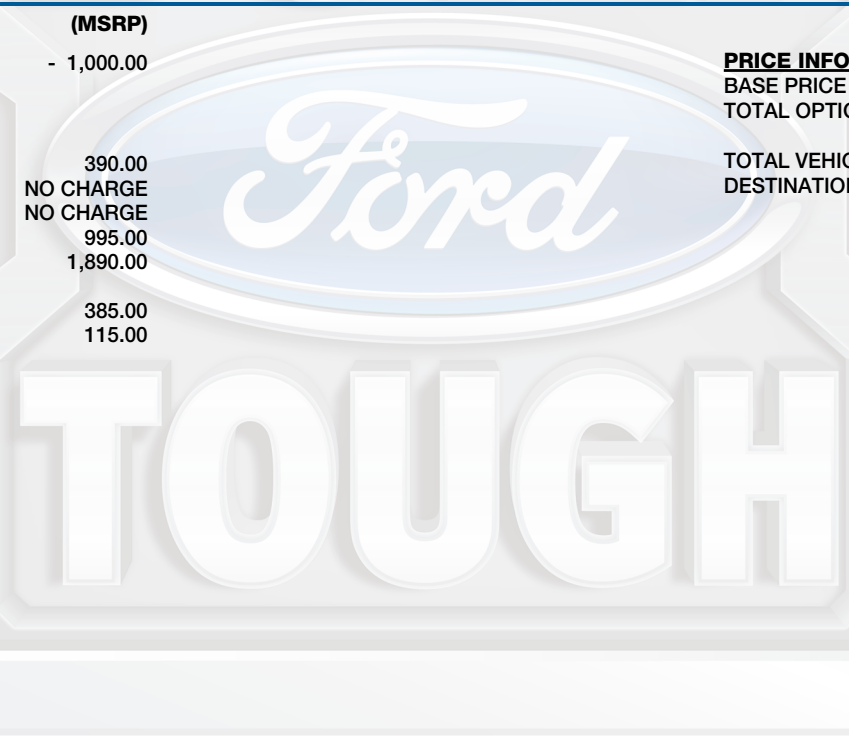 (MSRP)
- 1,000.00
390.00
NO CHARGE
NO CHARGE
995.00
1,890.00
385.00
115.00
PRICE INFO
BASE PRICE
TOTAL OPTIO
TOTAL VEHIC
DESTINATION
Ford
TOUGH